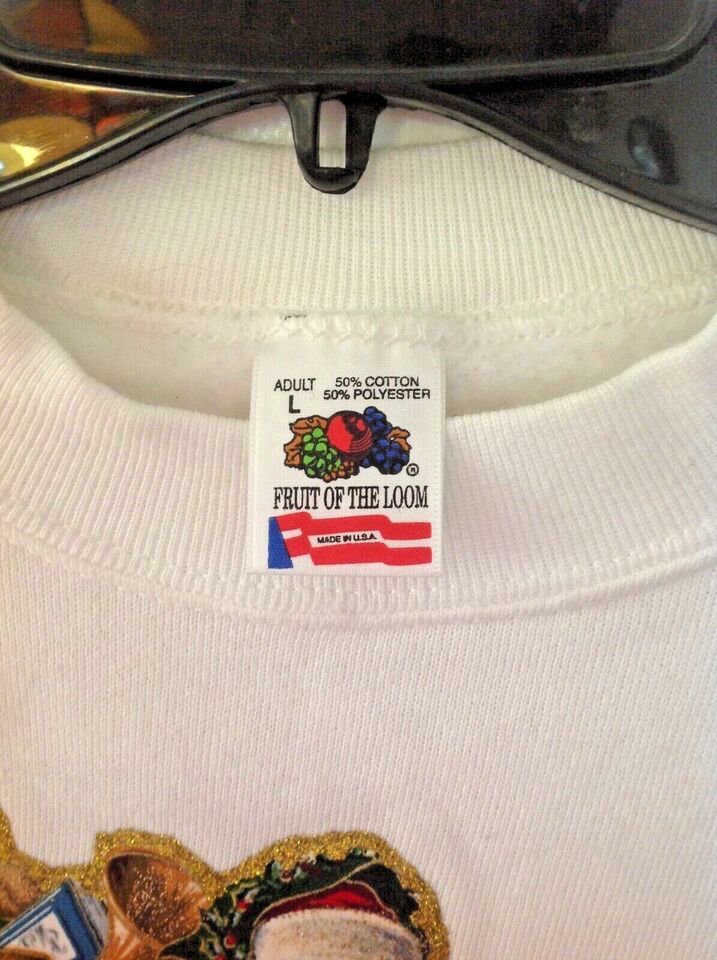 ADULT 50% COTTON
L 50% POLYESTER
®
FRUIT OF THE LOOM
MADE IN U.S.A.